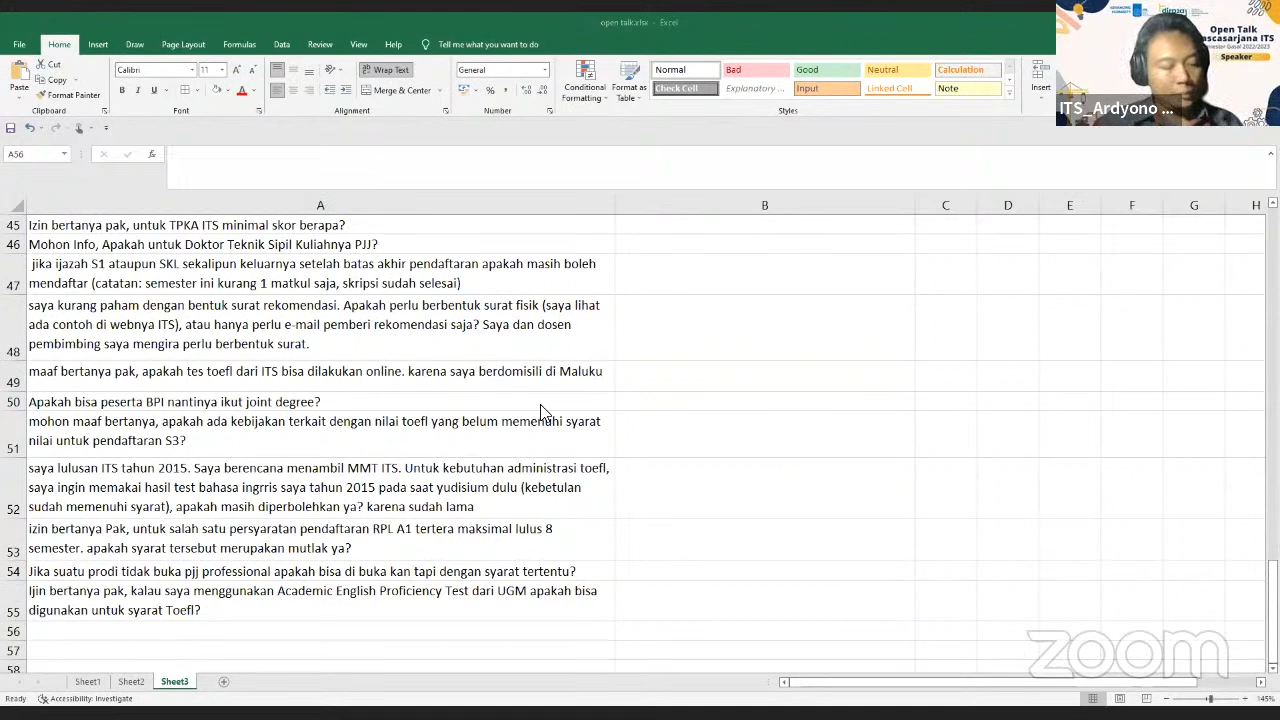 open talk.xlsx - Excel
File Home Insert Draw Page Layout Formulas Data Review View Help Tell me what you want to do
Cut
Copy
Format Painter
Paste
Clipboard
Calibri 11
B I U
Font
Wrap Text
Merge & Center
Alignment
General
Number
Conditional Formatting
Format as Table
Normal Bad Good Neutral Calculation
Check Cell Explanatory ... Input Linked Cell Note
Styles
Insert
Open Talk
Pascasarjana ITS
Semester Gasal 2022/2023
Speaker
ITS_Ardyono ...
A56
A B C D E F G H
45 Izin bertanya pak, untuk TPKA ITS minimal skor berapa?
46 Mohon Info, Apakah untuk Doktor Teknik Sipil Kuliahnya PJJ?
jika ijazah S1 ataupun SKL sekalipun keluarnya setelah batas akhir pendaftaran apakah masih boleh
47 mendaftar (catatan: semester ini kurang 1 matkul saja, skripsi sudah selesai)
saya kurang paham dengan bentuk surat rekomendasi. Apakah perlu berbentuk surat fisik (saya lihat
ada contoh di webnya ITS), atau hanya perlu e-mail pemberi rekomendasi saja? Saya dan dosen
48 pembimbing saya mengira perlu berbentuk surat.
49 maaf bertanya pak, apakah tes toefl dari ITS bisa dilakukan online. karena saya berdomisili di Maluku
50 Apakah bisa peserta BPI nantinya ikut joint degree?
mohon maaf bertanya, apakah ada kebijakan terkait dengan nilai toefl yang belum memenuhi syarat
51 nilai untuk pendaftaran S3?
saya lulusan ITS tahun 2015. Saya berencana menambil MMT ITS. Untuk kebutuhan administrasi toefl,
saya ingin memakai hasil test bahasa ingrris saya tahun 2015 pada saat yudisium dulu (kebetulan
52 sudah memenuhi syarat), apakah masih diperbolehkan ya? karena sudah lama
izin bertanya Pak, untuk salah satu persyaratan pendaftaran RPL A1 tertera maksimal lulus 8
53 semester. apakah syarat tersebut merupakan mutlak ya?
54 Jika suatu prodi tidak buka pjj professional apakah bisa di buka kan tapi dengan syarat tertentu?
Ijin bertanya pak, kalau saya menggunakan Academic English Proficiency Test dari UGM apakah bisa
55 digunakan untuk syarat Toefl?
56
57
58
zoom
Sheet1 Sheet2 Sheet3
Ready Accessibility: Investigate 145%